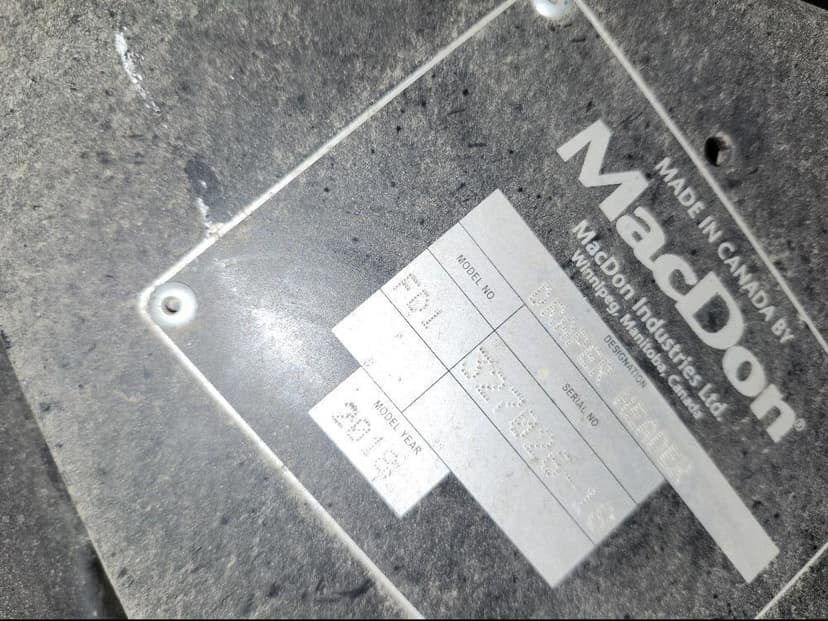 MADE IN CANADA BY
MacDon®
MacDon Industries Ltd.
Winnipeg, Manitoba, Canada
DESIGNATION
DRAPER HEADER
MODEL NO.
SERIAL NO.
FD1
MODEL YEAR
2018